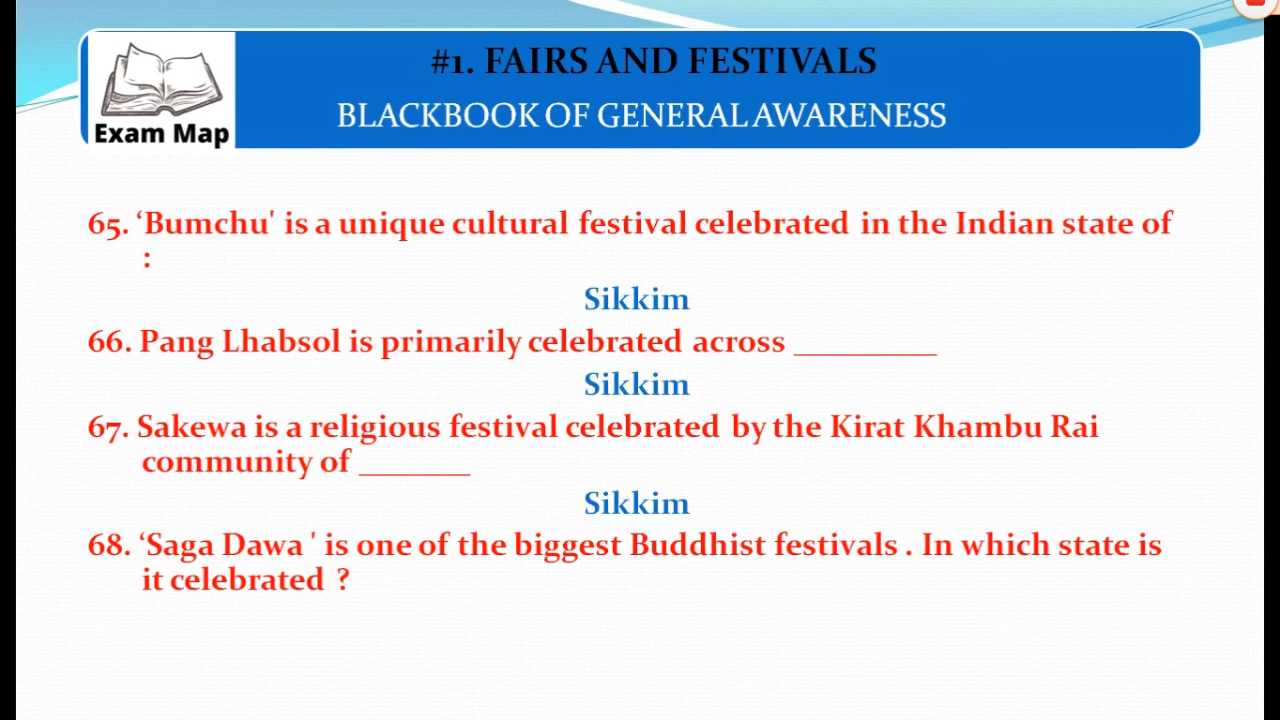 #1. FAIRS AND FESTIVALS
BLACKBOOK OF GENERAL AWARENESS
Exam Map
65. ‘Bumchu' is a unique cultural festival celebrated in the Indian state of
:
Sikkim
66. Pang Lhabsol is primarily celebrated across _________
Sikkim
67. Sakewa is a religious festival celebrated by the Kirat Khambu Rai
community of _______
Sikkim
68. ‘Saga Dawa ' is one of the biggest Buddhist festivals . In which state is
it celebrated ?